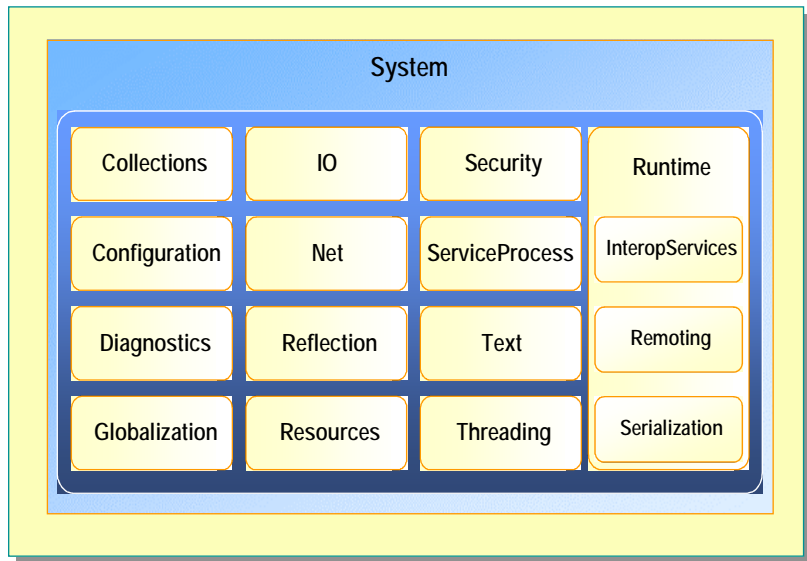 System
Collections
IO
Security
Runtime
Configuration
Net
ServiceProcess
InteropServices
Diagnostics
Reflection
Text
Remoting
Globalization
Resources
Threading
Serialization